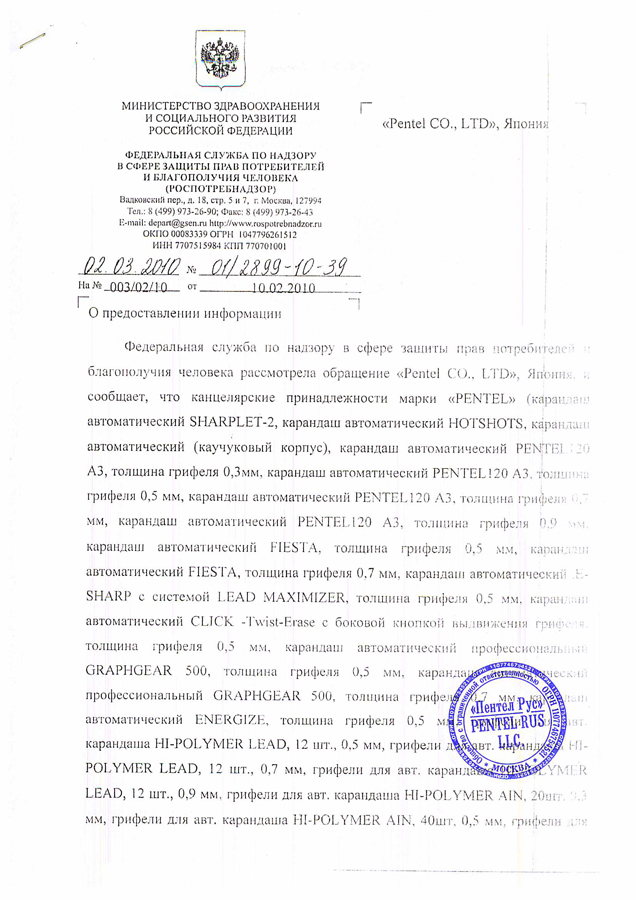 МИНИСТЕРСТВО ЗДРАВООХРАНЕНИЯ
И СОЦИАЛЬНОГО РАЗВИТИЯ
РОССИЙСКОЙ ФЕДЕРАЦИИ
ФЕДЕРАЛЬНАЯ СЛУЖБА ПО НАДЗОРУ
В СФЕРЕ ЗАЩИТЫ ПРАВ ПОТРЕБИТЕЛЕЙ
И БЛАГОПОЛУЧИЯ ЧЕЛОВЕКА
(РОСПОТРЕБНАДЗОР)
Вадковский пер., д. 18, стр. 5 и 7, г. Москва, 127994
Тел.: 8 (499) 973-26-90; Факс: 8 (499) 973-26-43
E-mail: depart@gsen.ru http://www.rospotrebnadzor.ru
ОКПО 00083339 ОГРН 1047796261512
ИНН 7707515984 КПП 770701001
02.03.2010 № 01/2899-10-39
На № 003/02/10 от 10.02.2010
«Pentel CO., LTD», Япония
О предоставлении информации
Федеральная служба по надзору в сфере защиты прав потребителей и
благополучия человека рассмотрела обращение «Pentel CO., LTD», Япония, и
сообщает, что канцелярские принадлежности марки «PENTEL» (карандаш
автоматический SHARPLET-2, карандаш автоматический HOTSHOTS, карандаш
автоматический (каучуковый корпус), карандаш автоматический PENTEL120
А3, толщина грифеля 0,3мм, карандаш автоматический PENTEL120 А3, толщина
грифеля 0,5 мм, карандаш автоматический PENTEL120 А3, толщина грифеля 0,7
мм, карандаш автоматический PENTEL120 А3, толщина грифеля 0,9 мм,
карандаш автоматический FIESTA, толщина грифеля 0,5 мм, карандаш
автоматический FIESTA, толщина грифеля 0,7 мм, карандаш автоматический .E-
SHARP с системой LEAD MAXIMIZER, толщина грифеля 0,5 мм, карандаш
автоматический CLICK -Twist-Erase с боковой кнопкой выдвижения грифеля,
толщина грифеля 0,5 мм, карандаш автоматический профессиональный
GRAPHGEAR 500, толщина грифеля 0,5 мм, карандаш
профессиональный GRAPHGEAR 500, толщина грифеля 0,7 мм, карандаш
автоматический ENERGIZE, толщина грифеля 0,5 мм, авт.
карандаша HI-POLYMER LEAD, 12 шт., 0,5 мм, грифели для авт. карандаша HI-
POLYMER LEAD, 12 шт., 0,7 мм, грифели для авт. карандаша
LEAD, 12 шт., 0,9 мм, грифели для авт. карандаша HI-POLYMER AIN, 20шт, 0,3
мм, грифели для авт. карандаша HI-POLYMER AIN, 40шт, 0,5 мм, грифели для
«Пентел Рус»
PENTEL RUS
LLC.
МОСКВА